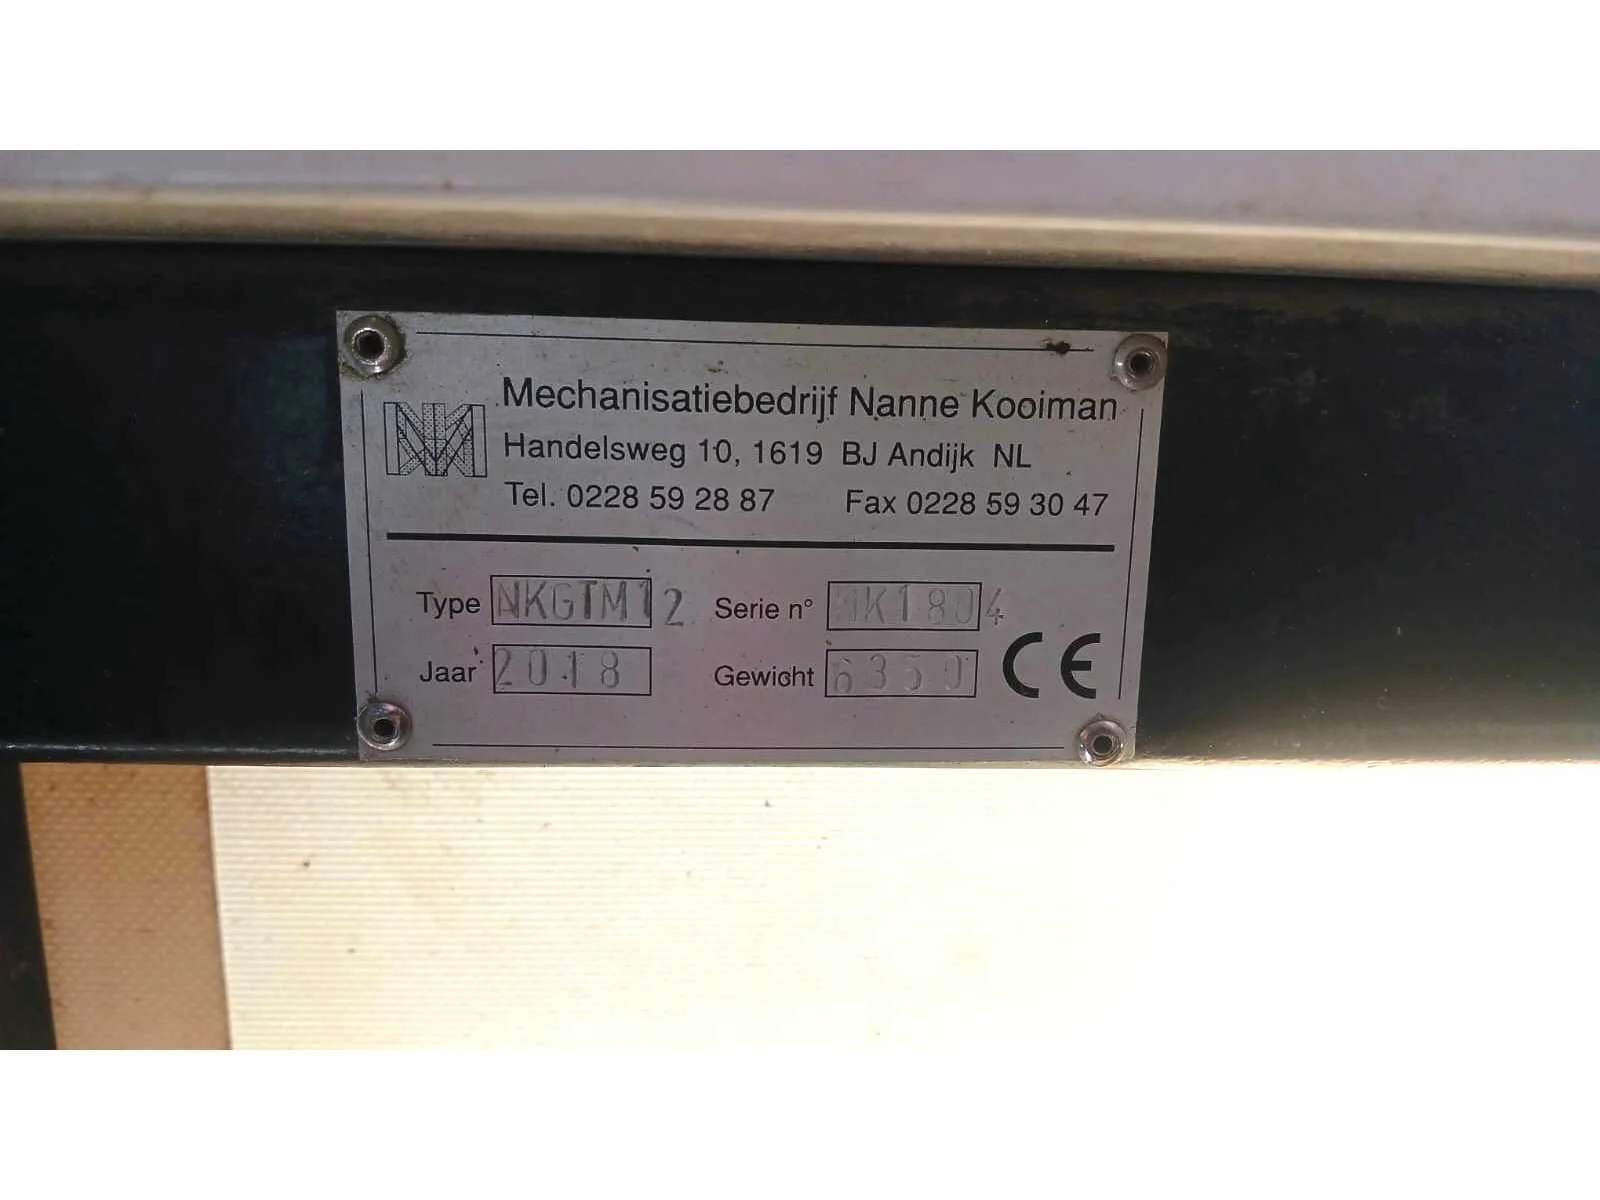 Mechanisatiebedrijf Nanne Kooiman
Handelsweg 10, 1619 BJ Andijk NL
Tel. 0228 59 28 87 Fax 0228 59 30 47
Type NKGTM12 Serie n° NK1804
Jaar 2018 Gewicht 6350 CE